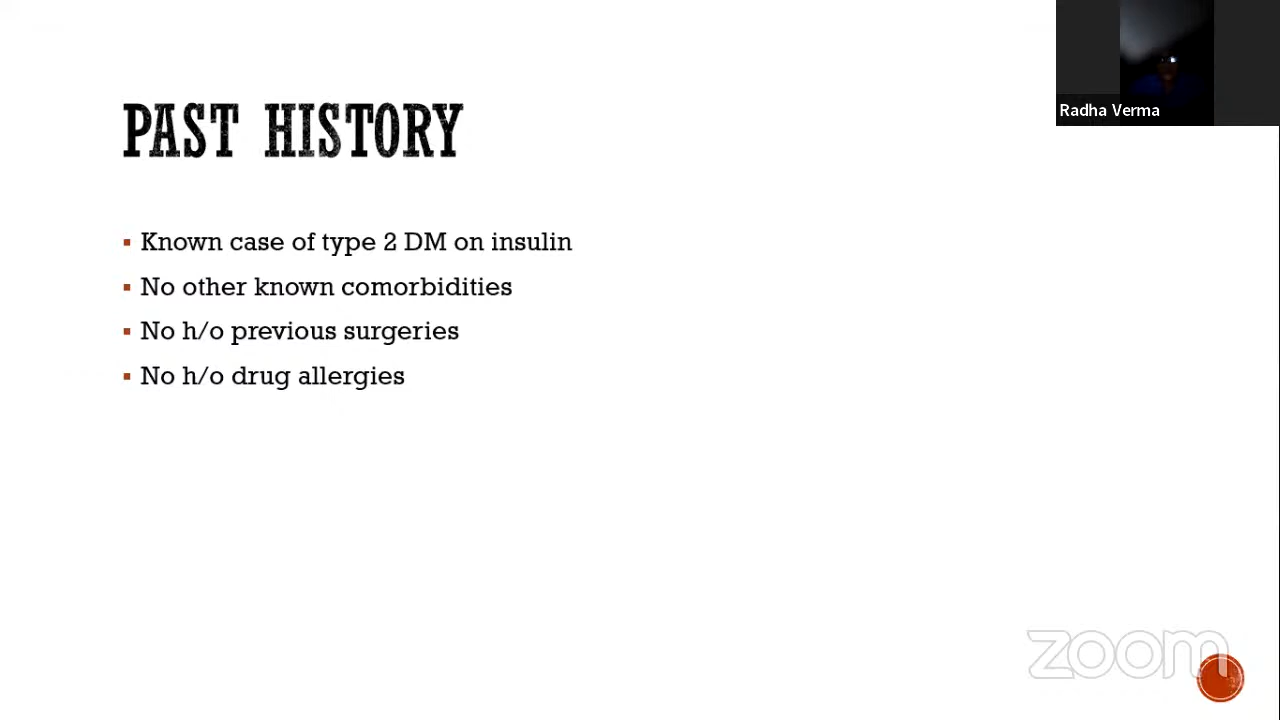 Radha Verma
PAST HISTORY
Known case of type 2 DM on insulin
No other known comorbidities
No h/o previous surgeries
No h/o drug allergies
zoom